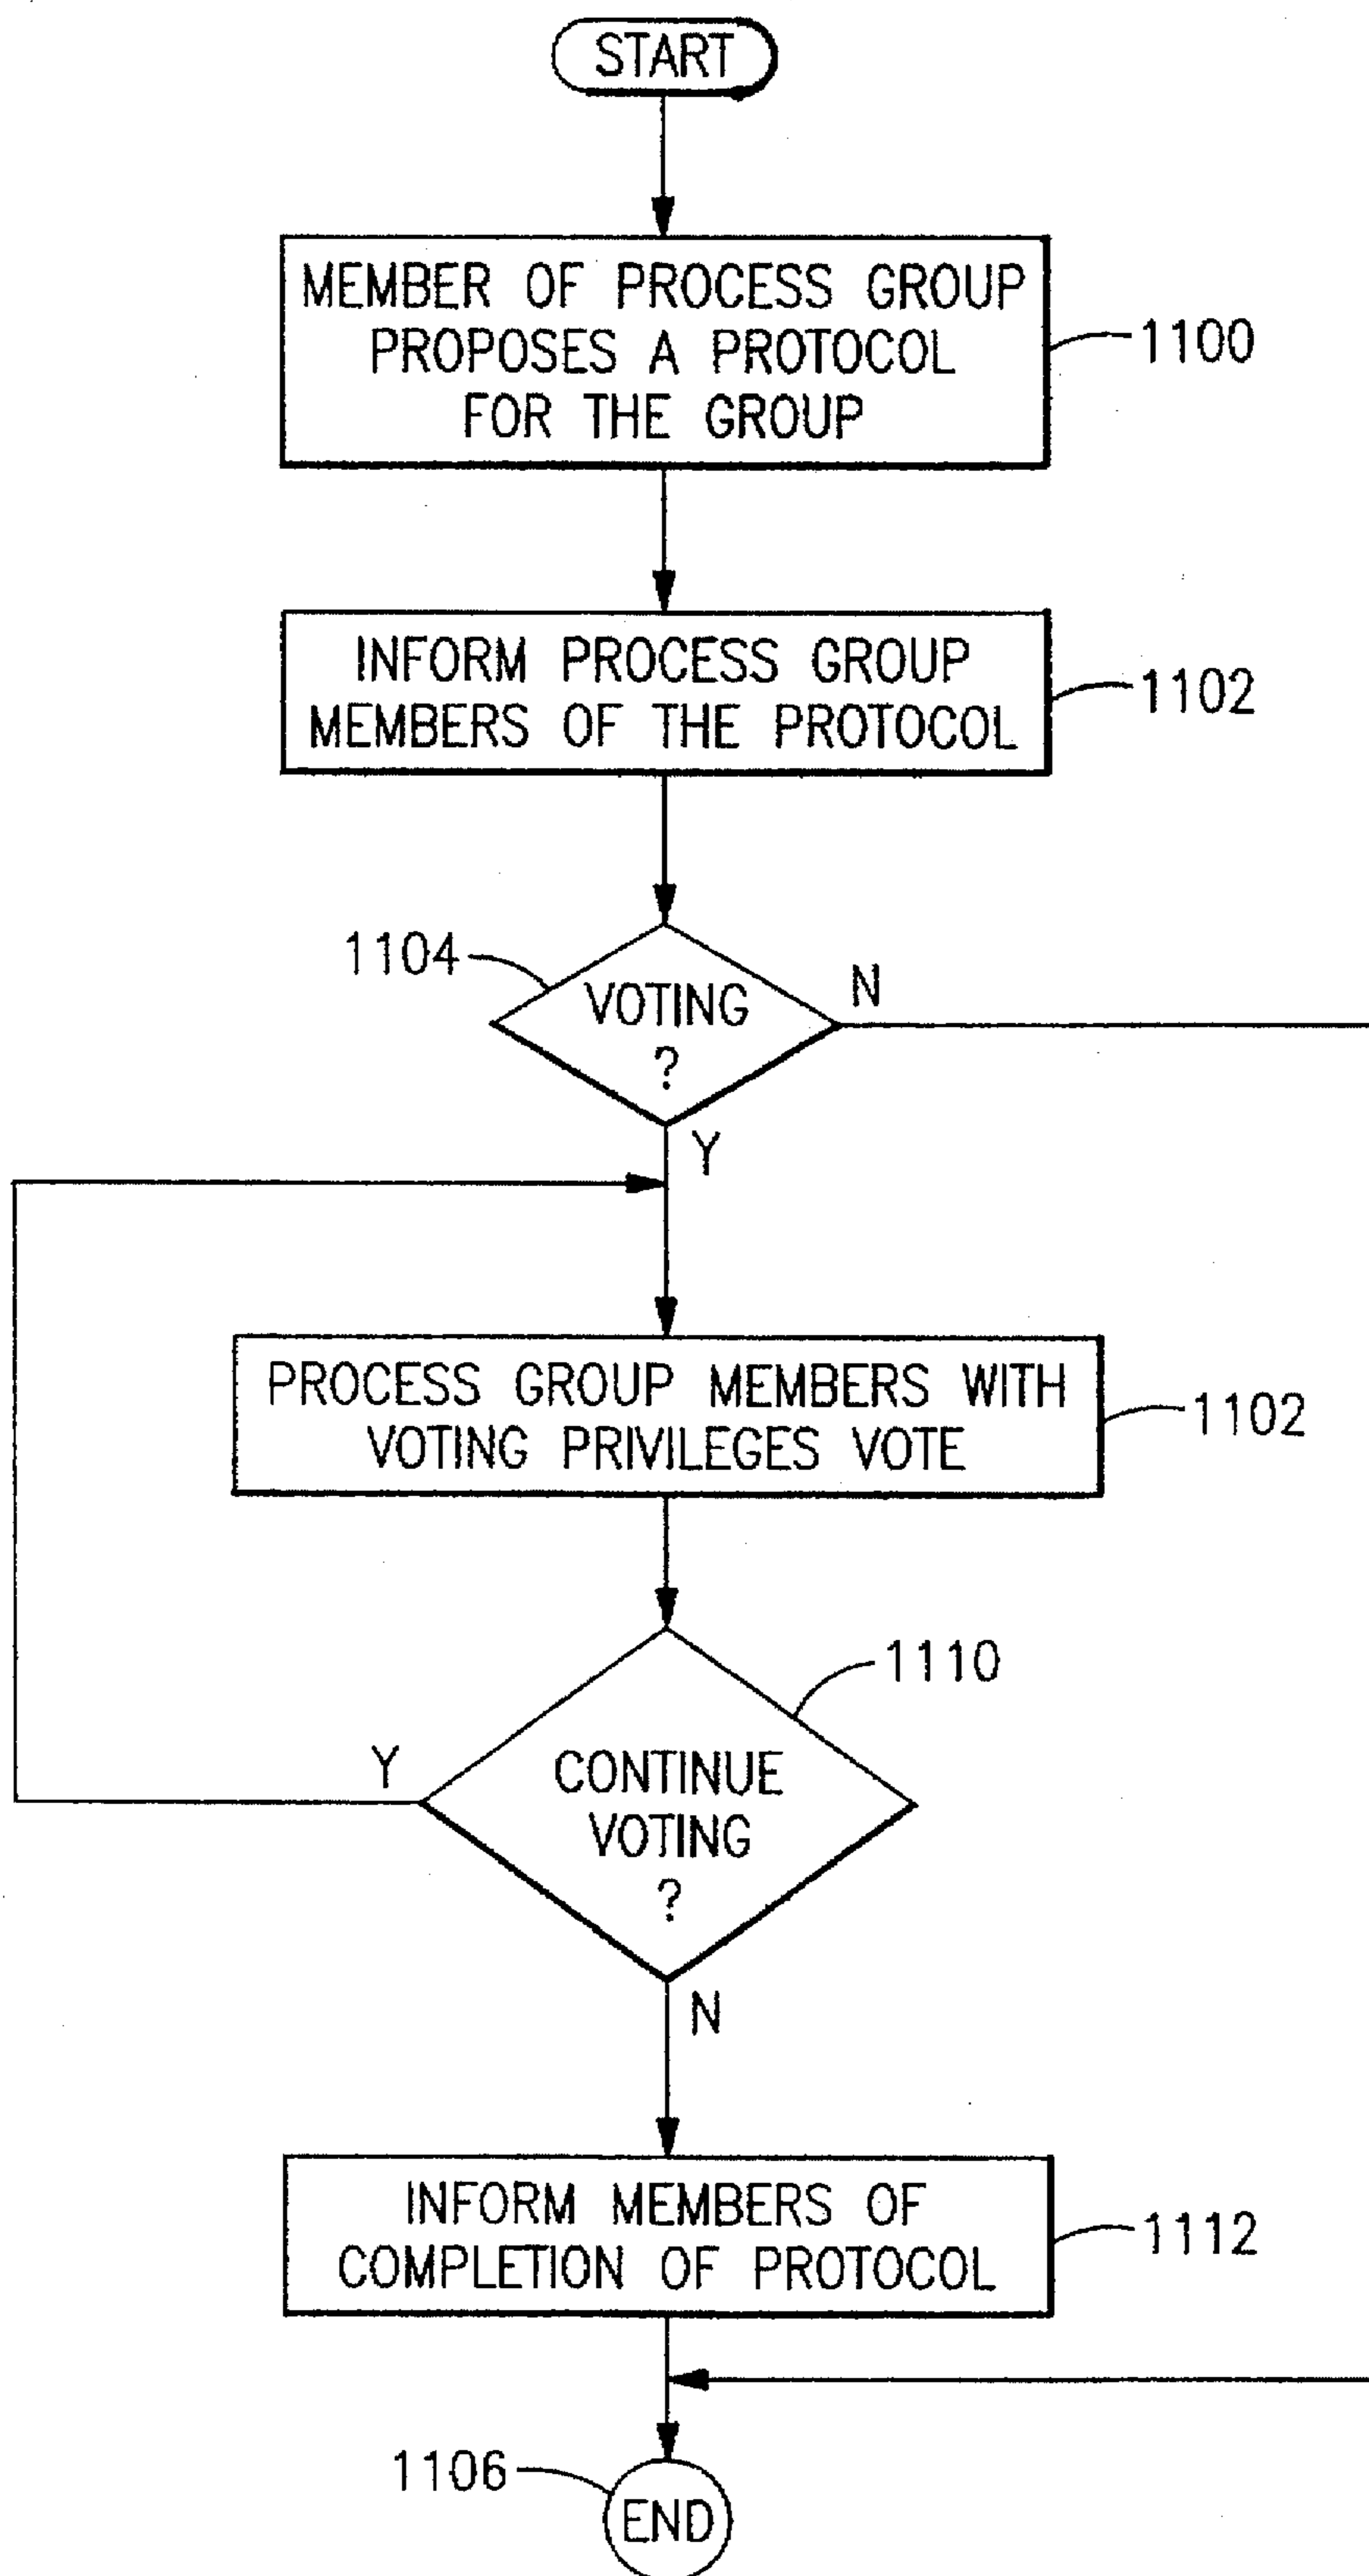 START
MEMBER OF PROCESS GROUP
PROPOSES A PROTOCOL
FOR THE GROUP
1100
INFORM PROCESS GROUP
MEMBERS OF THE PROTOCOL
1102
1104
VOTING
?
N
Y
PROCESS GROUP MEMBERS WITH
VOTING PRIVILEGES VOTE
1102
1110
Y
CONTINUE
VOTING
?
N
INFORM MEMBERS OF
COMPLETION OF PROTOCOL
1112
1106
END